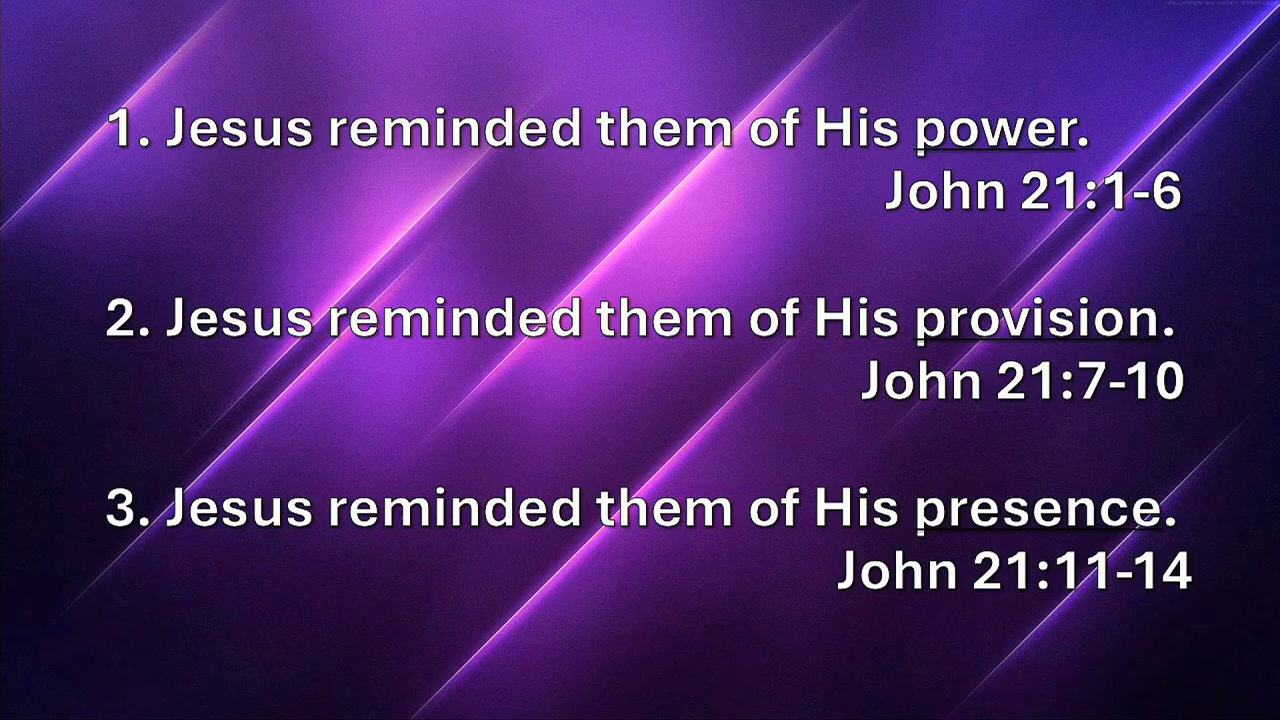 1. Jesus reminded them of His power.
John 21:1-6
2. Jesus reminded them of His provision.
John 21:7-10
3. Jesus reminded them of His presence.
John 21:11-14